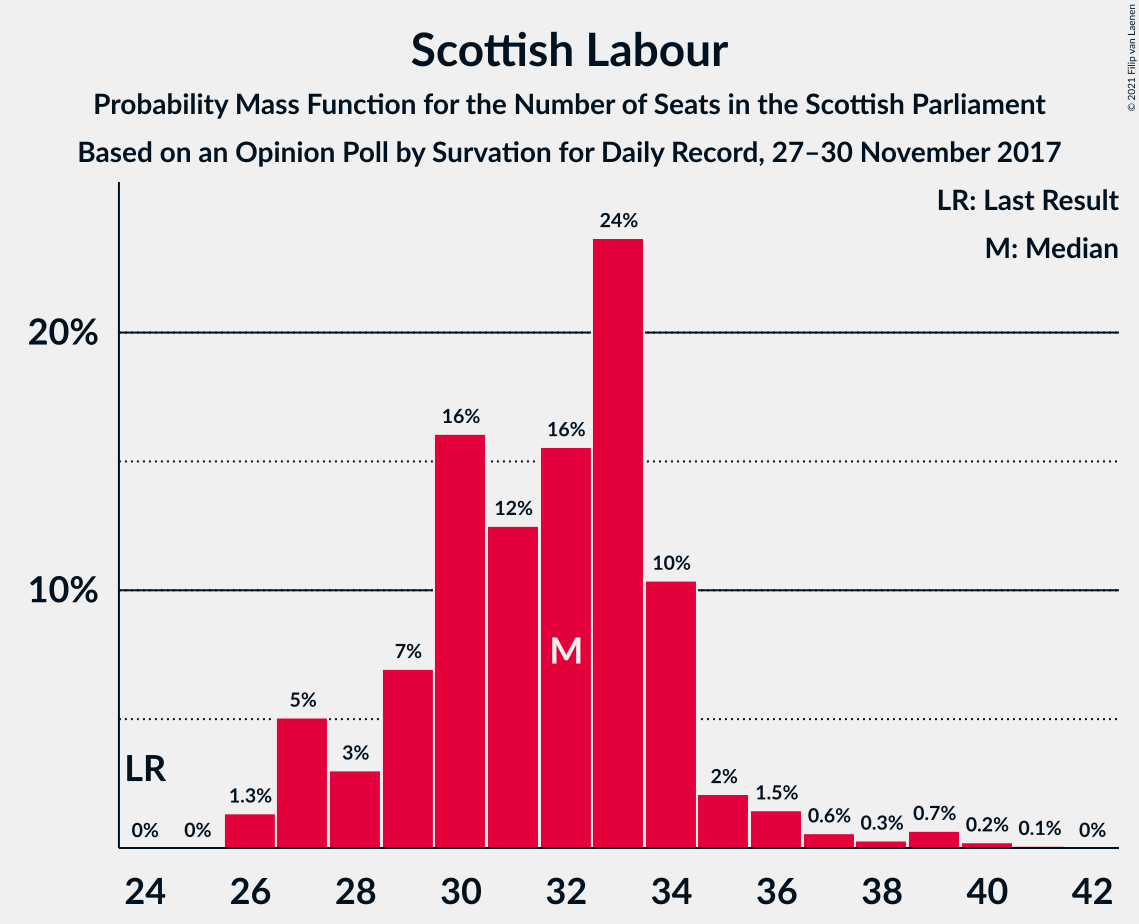 Scottish Labour
Probability Mass Function for the Number of Seats in the Scottish Parliament
Based on an Opinion Poll by Survation for Daily Record, 27–30 November 2017
© 2021 Filip van Laenen
LR: Last Result
M: Median
20%
10%
LR
M
0%
0%
1.3%
5%
3%
7%
16%
12%
16%
24%
10%
2%
1.5%
0.6%
0.3%
0.7%
0.2%
0.1%
0%
24 26 28 30 32 34 36 38 40 42